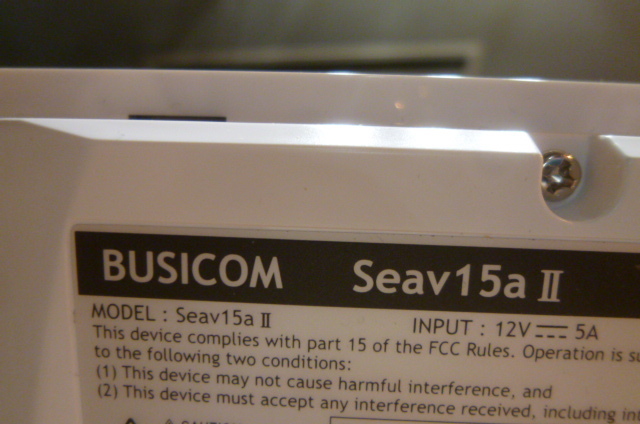 BUSICOM Seav15a II
MODEL : Seav15a II INPUT : 12V⎓ 5A
This device complies with part 15 of the FCC Rules. Operation is
to the following two conditions:
(1) This device may not cause harmful interference, and
(2) This device must accept any interference received, including